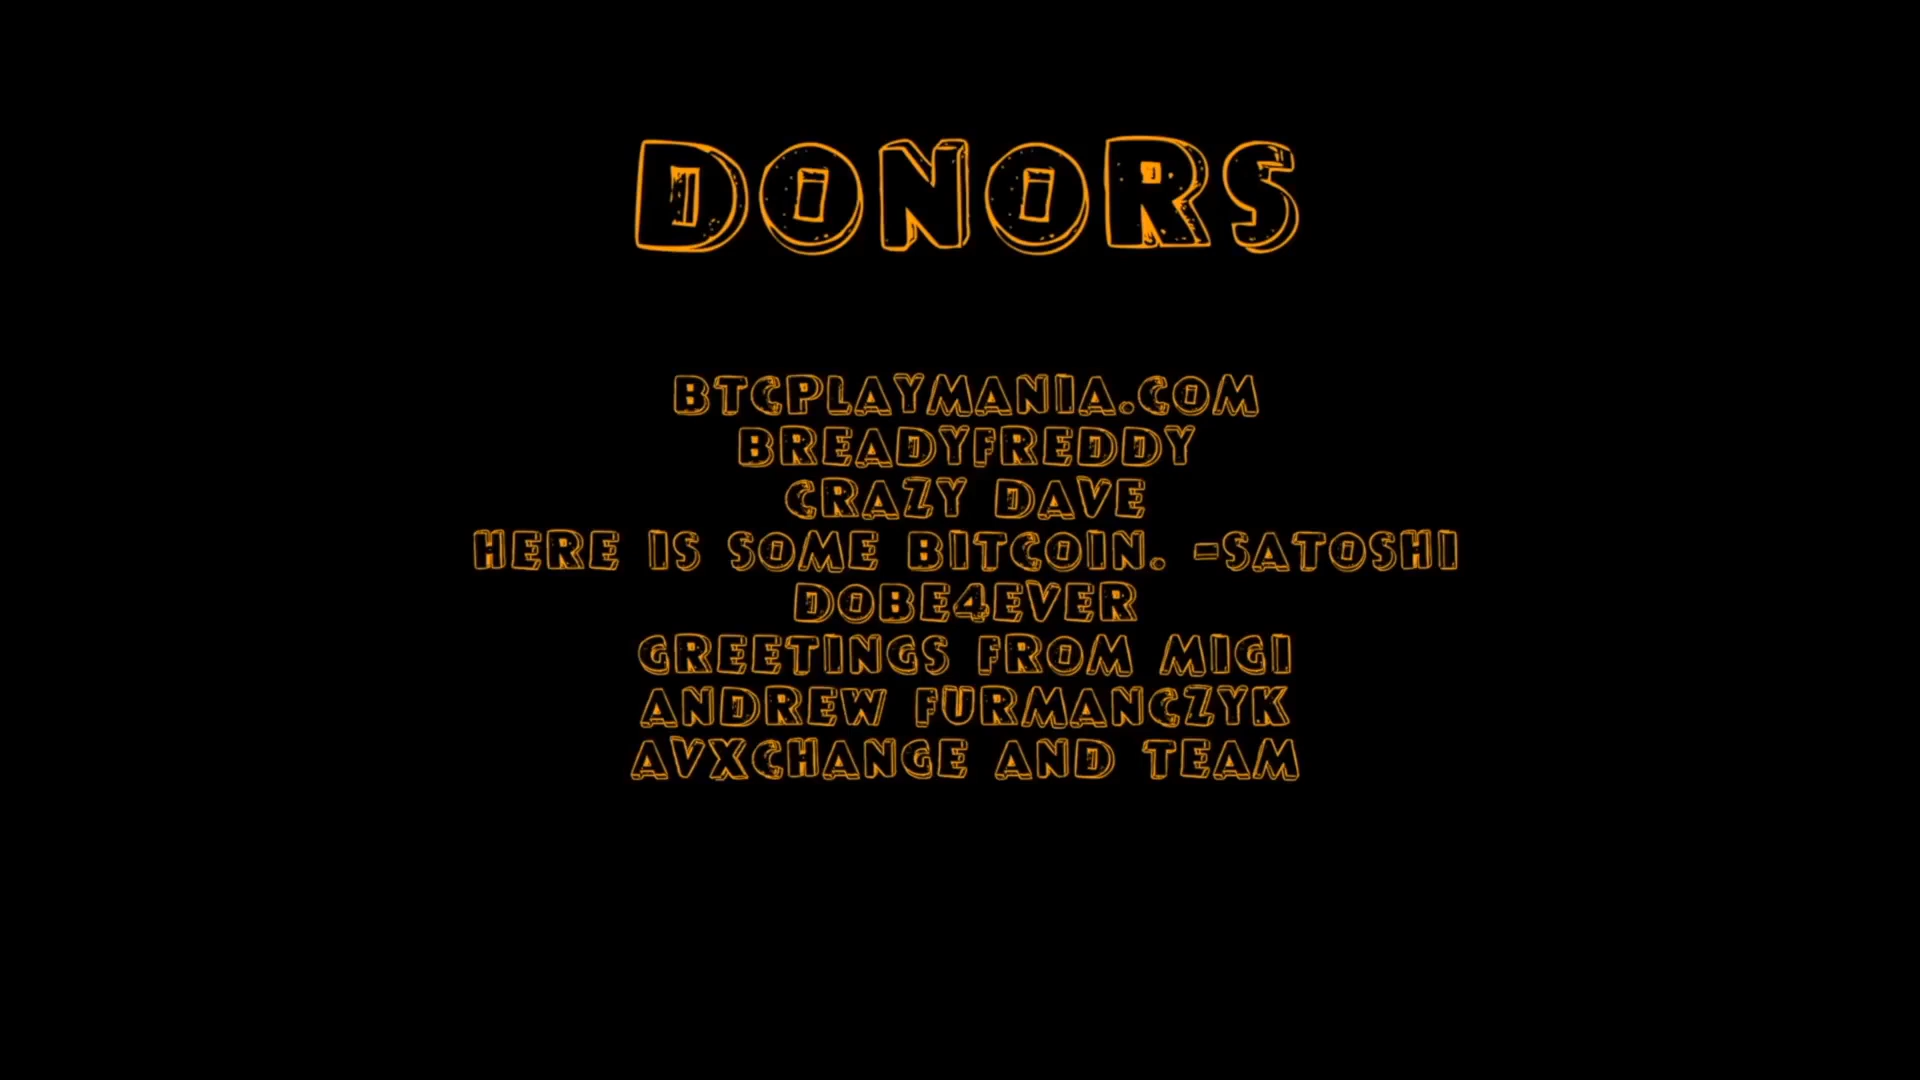 DONORS
BTCPLAYMANIA.COM
BREADYFREDDY
CRAZY DAVE
HERE IS SOME BITCOIN. -SATOSHI
DOBE4EVER
GREETINGS FROM MIGI
ANDREW FURMANCZYK
AVXCHANGE AND TEAM